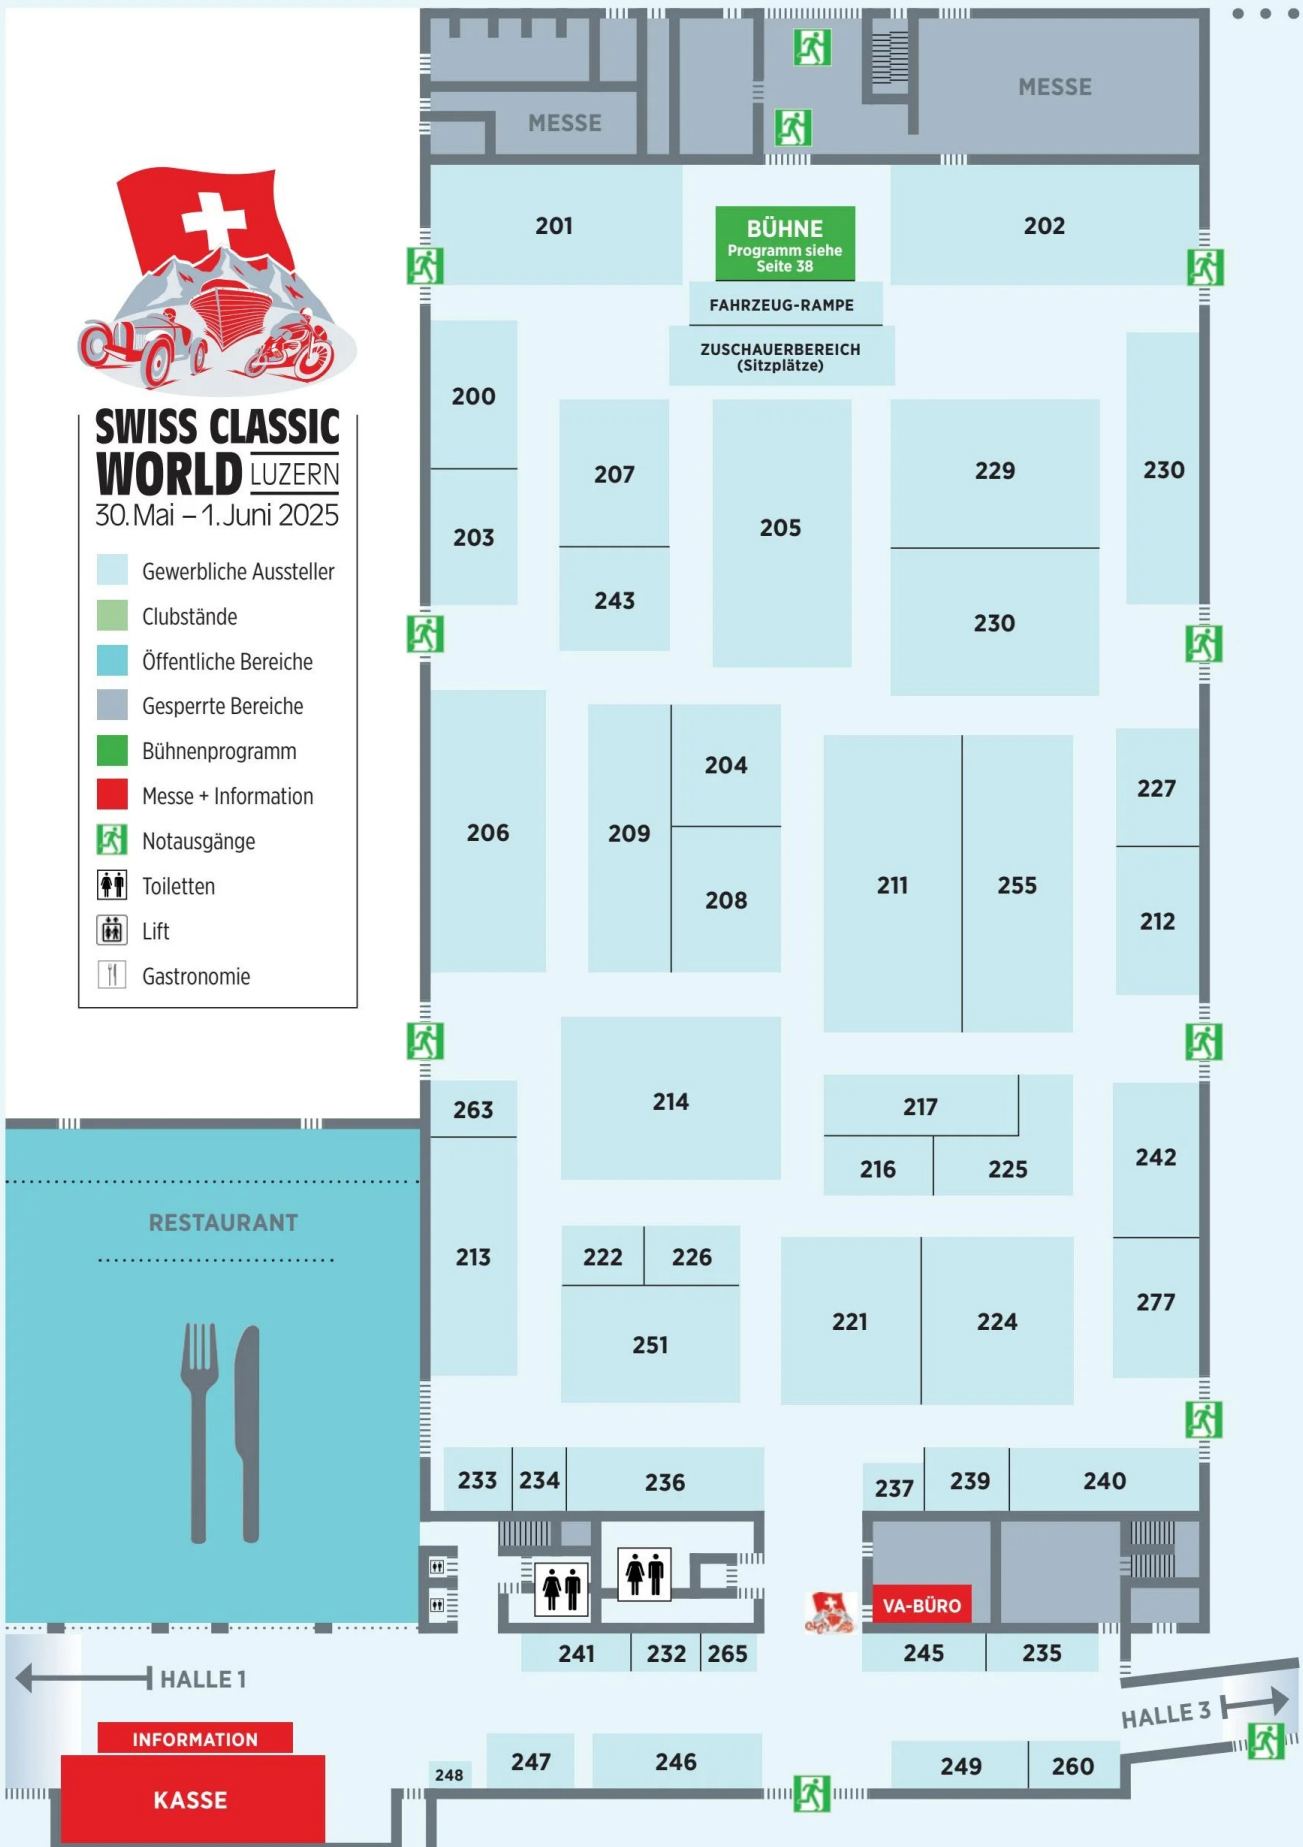 MESSE
MESSE
201
BÜHNE
Programm siehe
Seite 38
202
FAHRZEUG-RAMPE
ZUSCHAUERBEREICH
(Sitzplätze)
SWISS CLASSIC
WORLD LUZERN
30. Mai – 1. Juni 2025
Gewerbliche Aussteller
Clubstände
Öffentliche Bereiche
Gesperrte Bereiche
Bühnenprogramm
Messe + Information
Notausgänge
Toiletten
Lift
Gastronomie
200
203
207
243
205
229
230
230
206
209
204
208
211
255
227
212
263
213
214
217
216
225
242
277
222
226
251
221
224
RESTAURANT
233
234
236
237
239
240
VA-BÜRO
241
232
265
245
235
HALLE 1
HALLE 3
INFORMATION
KASSE
248
247
246
249
260